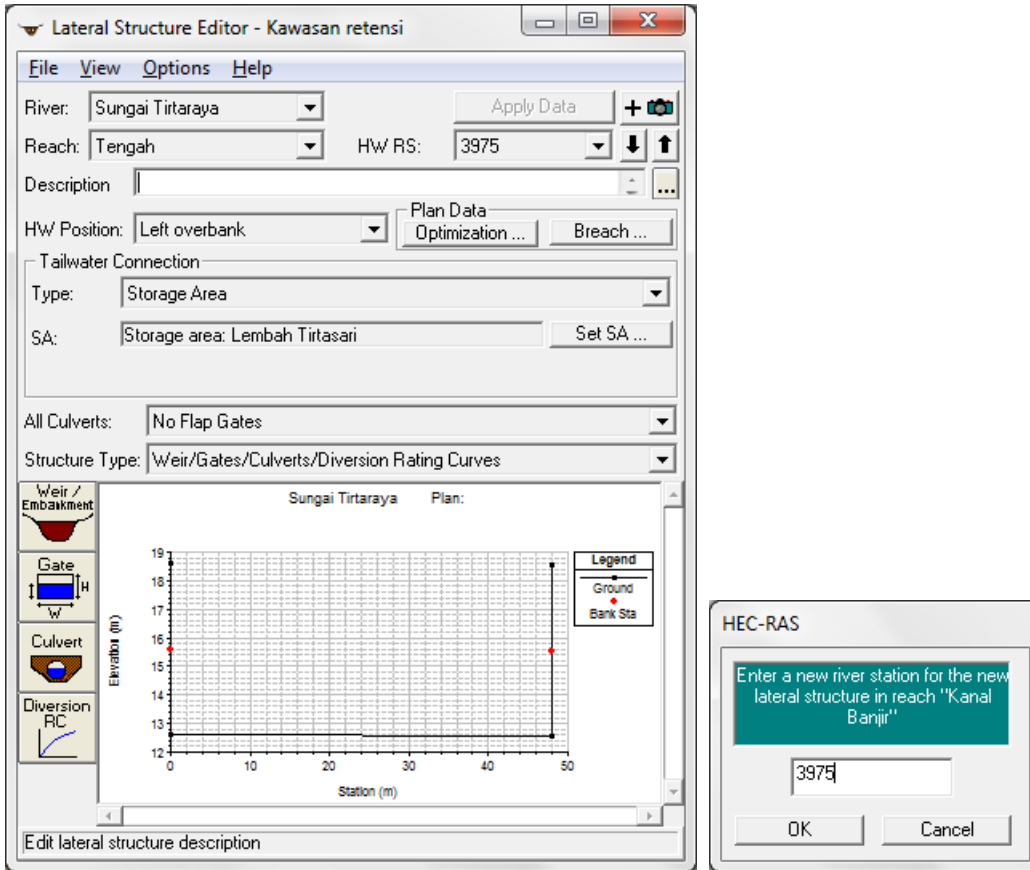 Lateral Structure Editor - Kawasan retensi
File View Options Help
River: Sungai Tirtaraya Apply Data
Reach: Tengah HW RS: 3975
Description ...
Plan Data
HW Position: Left overbank Optimization ... Breach ...
Tailwater Connection
Type: Storage Area
SA: Storage area: Lembah Tirtasari Set SA ...
All Culverts: No Flap Gates
Structure Type: Weir/Gates/Culverts/Diversion Rating Curves
Weir /
Embankment
Gate
H
W
Culvert
Diversion
RC
Sungai Tirtaraya Plan:
Elevation (m)
19
18
17
16
15
14
13
12
0 10 20 30 40 50
Station (m)
Legend
Ground
Bank Sta
Edit lateral structure description
HEC-RAS
Enter a new river station for the new
lateral structure in reach "Kanal
Banjir"
3975
OK Cancel